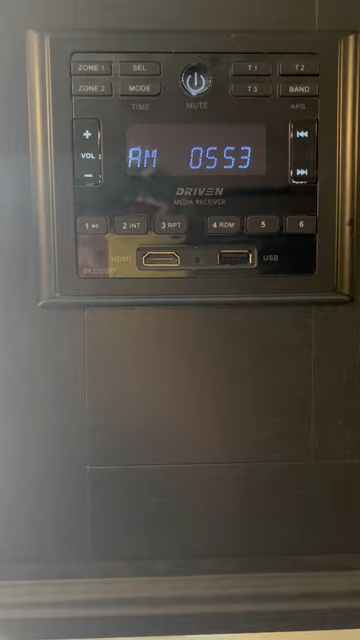 ZONE 1 SEL T 1 T 2
ZONE 2 MODE T 3 BAND
TIME MUTE APS
+
VOL
−
AM 0553
DRIVEN
MEDIA RECEIVER
1 2 INT 3 RPT 4 RDM 5 6
HDMI USB